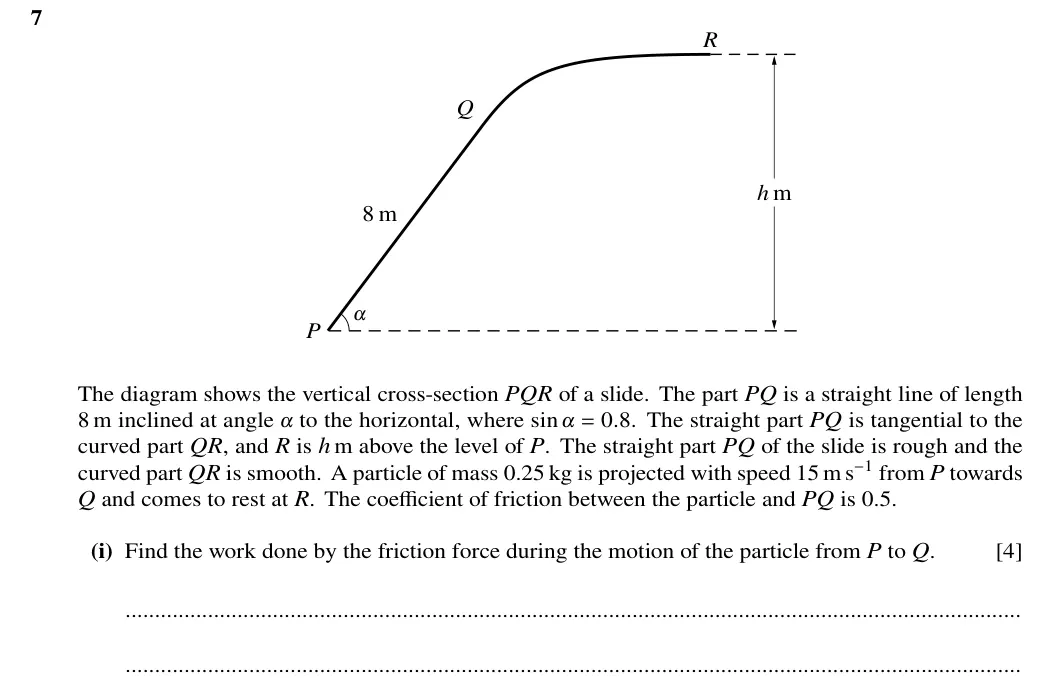 7
R
Q
h m
8 m
α
P
The diagram shows the vertical cross-section PQR of a slide. The part PQ is a straight line of length
8 m inclined at angle α to the horizontal, where sin α = 0.8. The straight part PQ is tangential to the
curved part QR, and R is h m above the level of P. The straight part PQ of the slide is rough and the
curved part QR is smooth. A particle of mass 0.25 kg is projected with speed 15 m s⁻¹ from P towards
Q and comes to rest at R. The coefficient of friction between the particle and PQ is 0.5.
(i) Find the work done by the friction force during the motion of the particle from P to Q. [4]